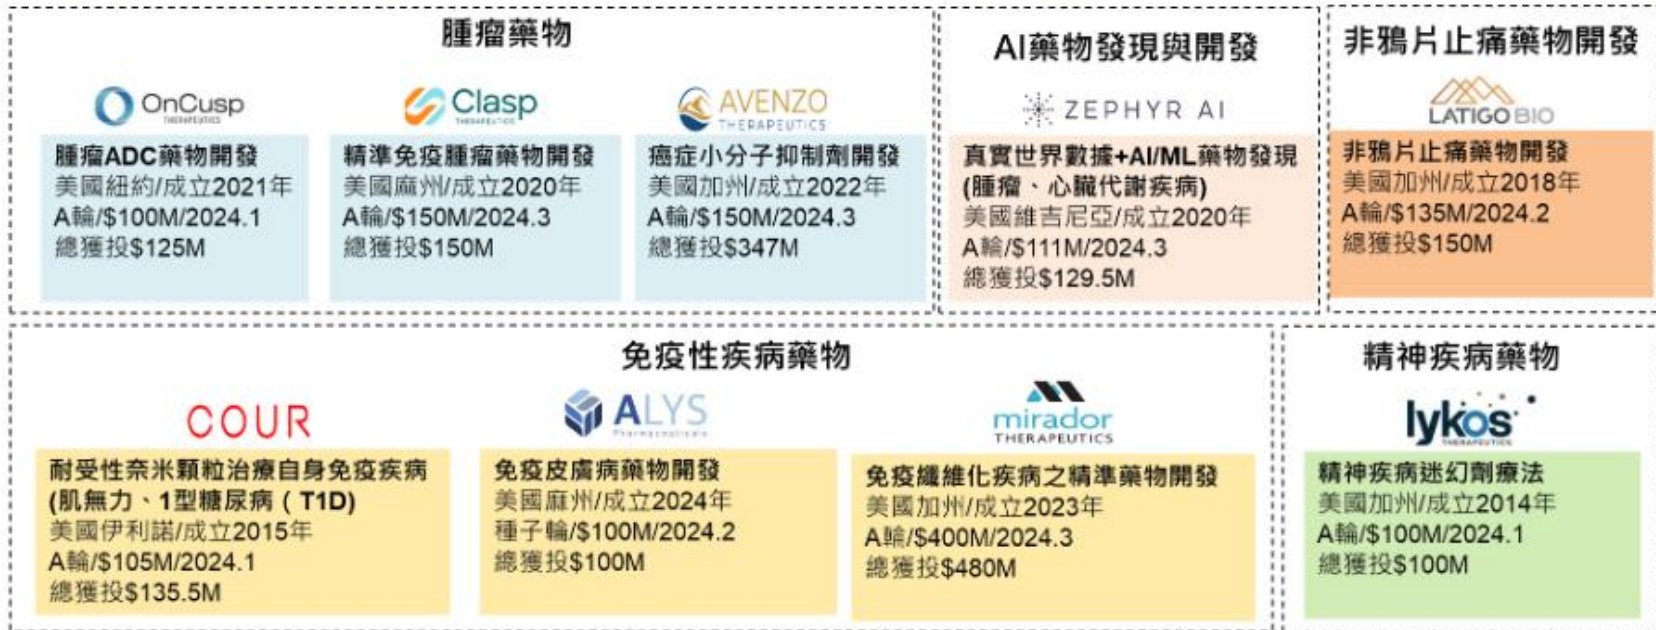 腫瘤藥物
OnCusp
THERAPEUTICS
腫瘤ADC藥物開發
美國紐約/成立2021年
A輪/$100M/2024.1
總獲投$125M
Clasp
THERAPEUTICS
精準免疫腫瘤藥物開發
美國麻州/成立2020年
A輪/$150M/2024.3
總獲投$150M
AVENZO
THERAPEUTICS
癌症小分子抑制劑開發
美國加州/成立2022年
A輪/$150M/2024.3
總獲投$347M
AI藥物發現與開發
ZEPHYR AI
真實世界數據+AI/ML藥物發現
(腫瘤、心臟代謝疾病)
美國維吉尼亞/成立2020年
A輪/$111M/2024.3
總獲投$129.5M
非鴉片止痛藥物開發
LATIGO BIO
非鴉片止痛藥物開發
美國加州/成立2018年
A輪/$135M/2024.2
總獲投$150M
免疫性疾病藥物
COUR
耐受性奈米顆粒治療自身免疫疾病
(肌無力、1型糖尿病（T1D)
美國伊利諾/成立2015年
A輪/$105M/2024.1
總獲投$135.5M
ALYS
Pharmaceuticals
免疫皮膚病藥物開發
美國麻州/成立2024年
種子輪/$100M/2024.2
總獲投$100M
mirador
THERAPEUTICS
免疫纖維化疾病之精準藥物開發
美國加州/成立2023年
A輪/$400M/2024.3
總獲投$480M
精神疾病藥物
lykos
THERAPEUTICS
精神疾病迷幻劑療法
美國加州/成立2014年
A輪/$100M/2024.1
總獲投$100M